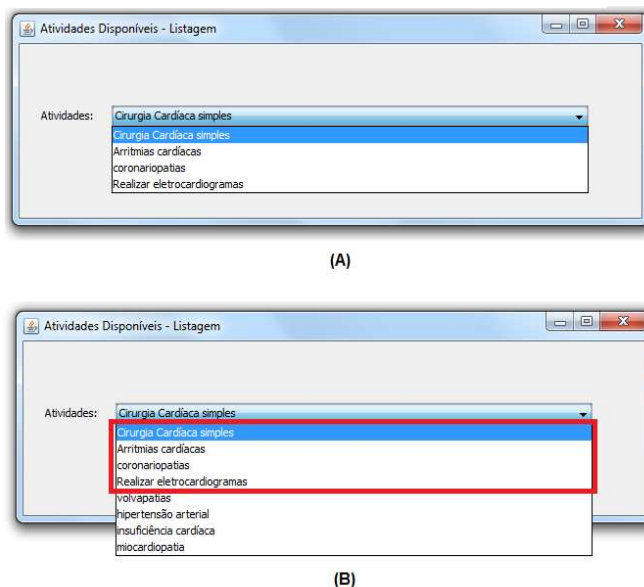 Atividades Disponíveis - Listagem
Atividades: Cirurgia Cardíaca simples
Cirurgia Cardíaca simples
Arritmias cardíacas
coronariopatias
Realizar eletrocardiogramas
(A)
Atividades Disponíveis - Listagem
Atividades: Cirurgia Cardíaca simples
Cirurgia Cardíaca simples
Arritmias cardíacas
coronariopatias
Realizar eletrocardiogramas
volvapatias
hipertensão arterial
insuficiência cardíaca
miocardiopatia
(B)